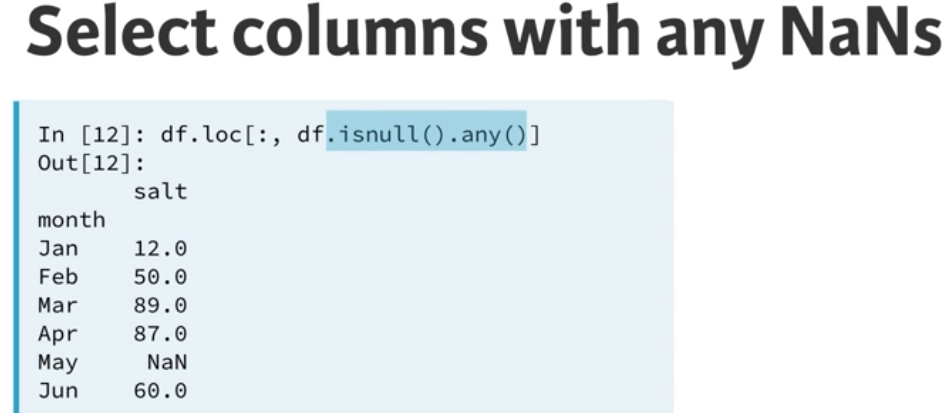 Select columns with any NaNs
In [12]: df.loc[:, df.isnull().any()]
Out[12]:
salt
month
Jan 12.0
Feb 50.0
Mar 89.0
Apr 87.0
May NaN
Jun 60.0